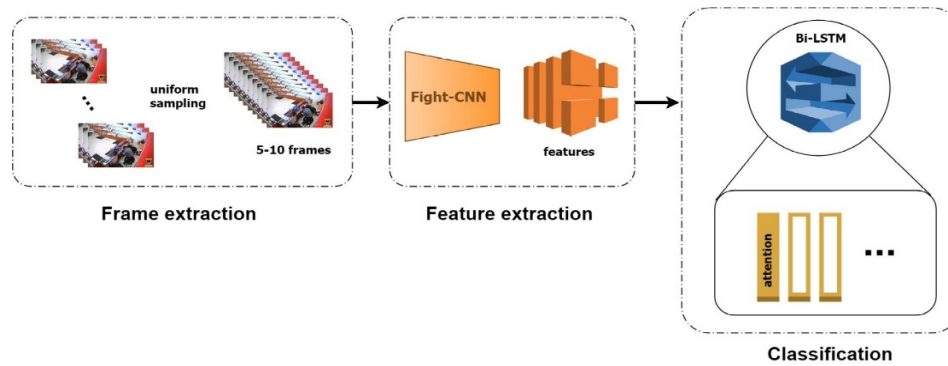 uniform
sampling
5-10 frames
Frame extraction
Fight-CNN
features
Feature extraction
Bi-LSTM
attention
Classification